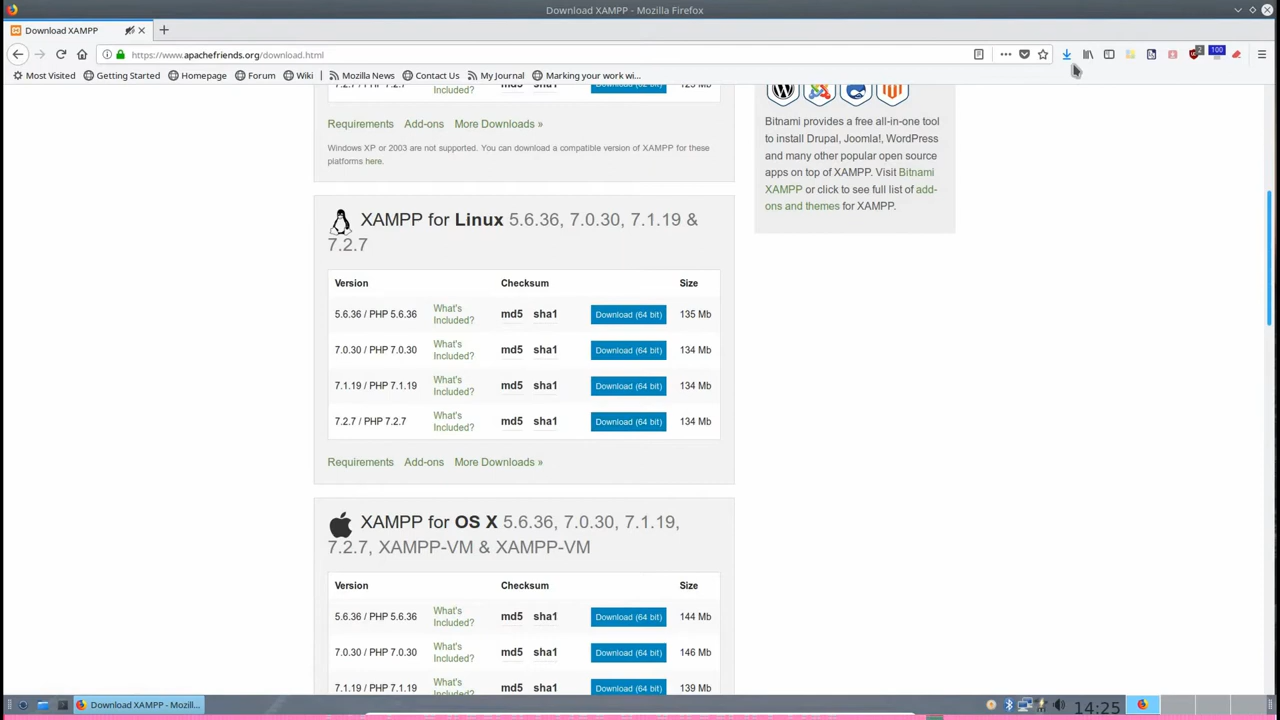 Download XAMPP - Mozilla Firefox
Download XAMPP
https://www.apachefriends.org/download.html
2
100
Most Visited
Getting Started
Homepage
Forum
Wiki
Mozilla News
Contact Us
My Journal
Marking your work wi...
Included?
Requirements Add-ons More Downloads »
Windows XP or 2003 are not supported. You can download a compatible version of XAMPP for these
platforms here.
Bitnami provides a free all-in-one tool
to install Drupal, Joomla!, WordPress
and many other popular open source
apps on top of XAMPP. Visit Bitnami
XAMPP or click to see full list of add-
ons and themes for XAMPP.
XAMPP for Linux 5.6.36, 7.0.30, 7.1.19 &
7.2.7
Version Checksum Size
5.6.36 / PHP 5.6.36 What's
Included? md5 sha1 Download (64 bit) 135 Mb
7.0.30 / PHP 7.0.30 What's
Included? md5 sha1 Download (64 bit) 134 Mb
7.1.19 / PHP 7.1.19 What's
Included? md5 sha1 Download (64 bit) 134 Mb
7.2.7 / PHP 7.2.7 What's
Included? md5 sha1 Download (64 bit) 134 Mb
Requirements Add-ons More Downloads »
XAMPP for OS X 5.6.36, 7.0.30, 7.1.19,
7.2.7, XAMPP-VM & XAMPP-VM
Version Checksum Size
5.6.36 / PHP 5.6.36 What's
Included? md5 sha1 Download (64 bit) 144 Mb
7.0.30 / PHP 7.0.30 What's
Included? md5 sha1 Download (64 bit) 146 Mb
7.1.19 / PHP 7.1.19 What's
Included? md5 sha1 Download (64 bit) 139 Mb
Download XAMPP - Mozill...
14:25